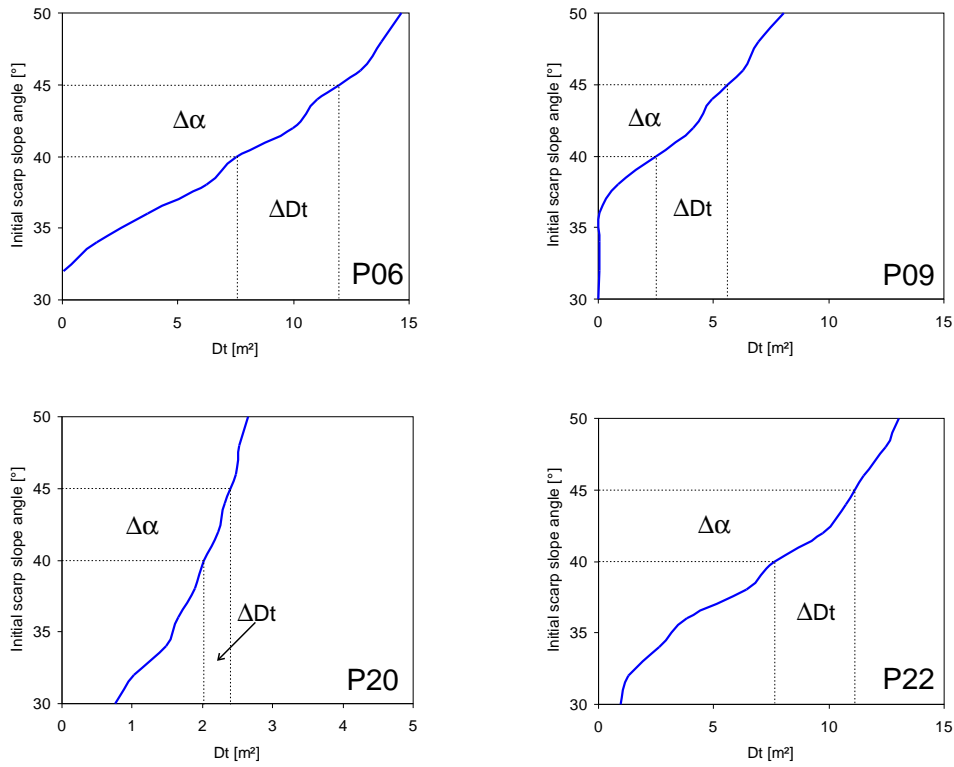 50
45
40
35
30
Initial scarp slope angle [°]
Δα
ΔDt
P06
0
5
10
15
Dt [m²]
50
45
40
35
30
Initial scarp slope angle [°]
Δα
ΔDt
P09
0
5
10
15
Dt [m²]
50
45
40
35
30
Initial scarp slope angle [°]
Δα
ΔDt
P20
0
1
2
3
4
5
Dt [m²]
50
45
40
35
30
Initial scarp slope angle [°]
Δα
ΔDt
P22
0
5
10
15
Dt [m²]